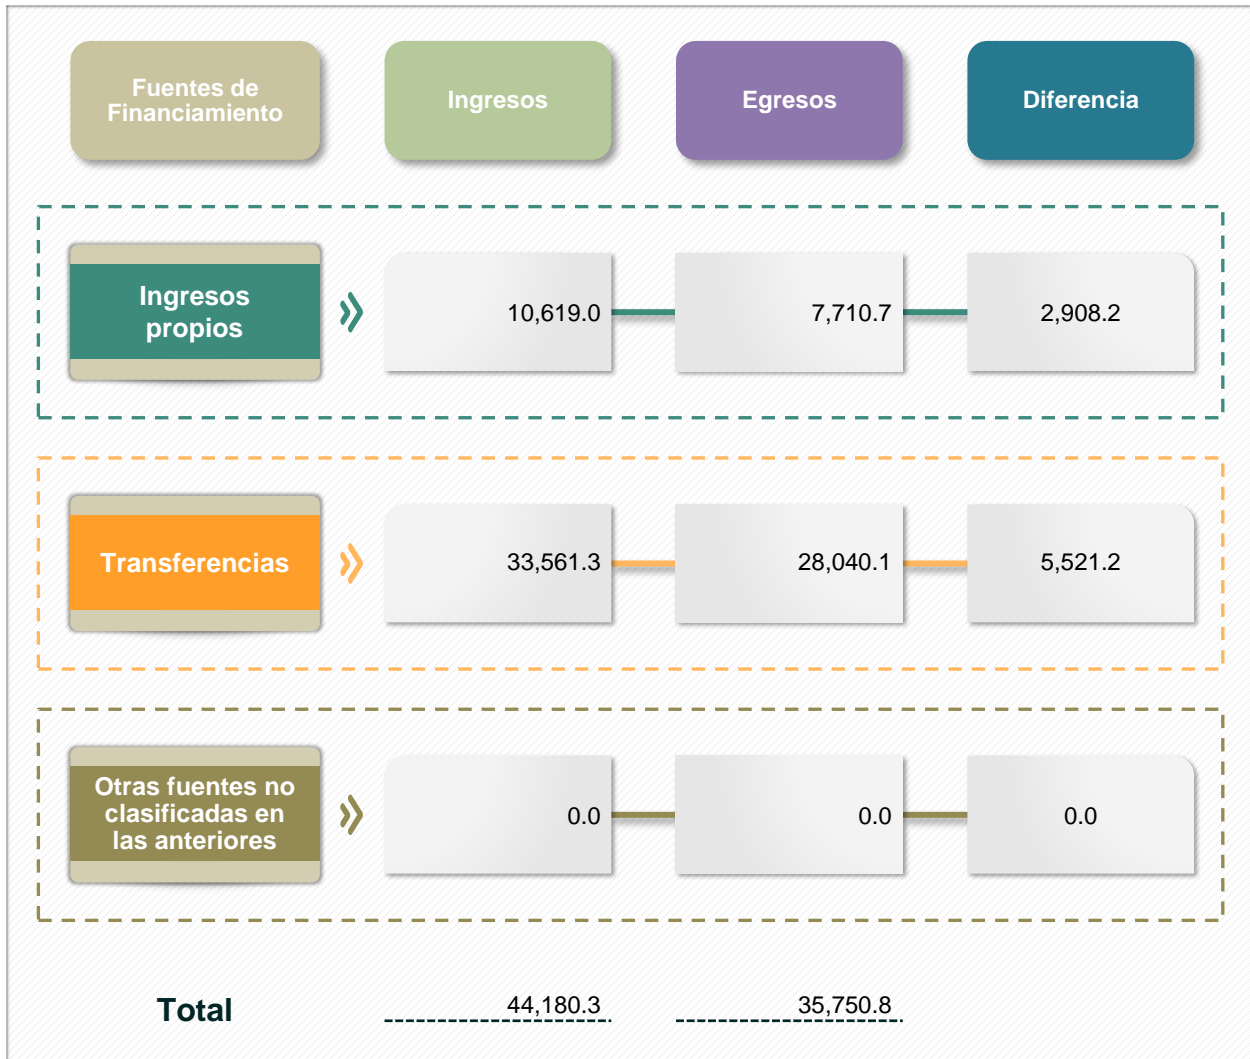 Fuentes de
Financiamiento
Ingresos
Egresos
Diferencia
Ingresos
propios
10,619.0
7,710.7
2,908.2
Transferencias
33,561.3
28,040.1
5,521.2
Otras fuentes no
clasificadas en
las anteriores
0.0
0.0
0.0
Total
44,180.3
35,750.8